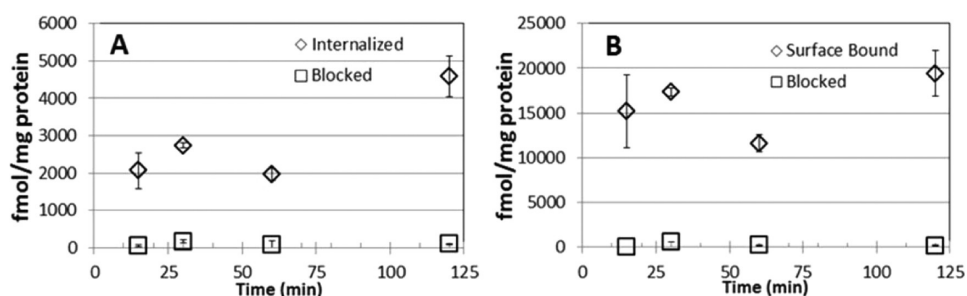 A
◇ Internalized
□ Blocked
fmol/mg protein
6000
5000
4000
3000
2000
1000
0
0 25 50 75 100 125
Time (min)
B
◇ Surface Bound
□ Blocked
fmol/mg protein
25000
20000
15000
10000
5000
0
0 25 50 75 100 125
Time (min)